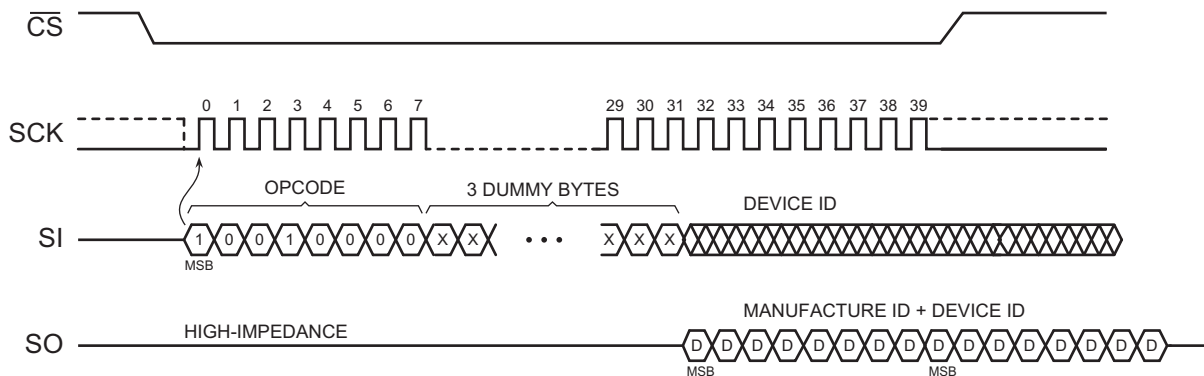 CS
0 1 2 3 4 5 6 7 29 30 31 32 33 34 35 36 37 38 39
SCK
OPCODE 3 DUMMY BYTES DEVICE ID
SI 1 0 0 1 0 0 0 0 X X • • • X X X
MSB
MANUFACTURE ID + DEVICE ID
HIGH-IMPEDANCE
SO D D D D D D D D D D D D D D D D
MSB MSB